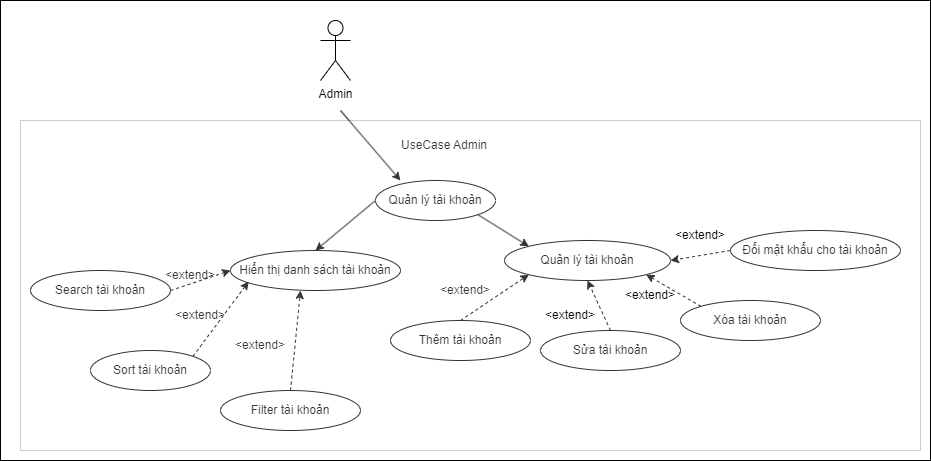 Admin
UseCase Admin
Quản lý tài khoản
<extend>
Đổi mật khẩu cho tài khoản
Quản lý tài khoản
Hiển thị danh sách tài khoản
<extend>
Search tài khoản
<extend>
<extend>
<extend>
<extend>
Xóa tài khoản
Thêm tài khoản
<extend>
Sửa tài khoản
Sort tài khoản
Filter tài khoản